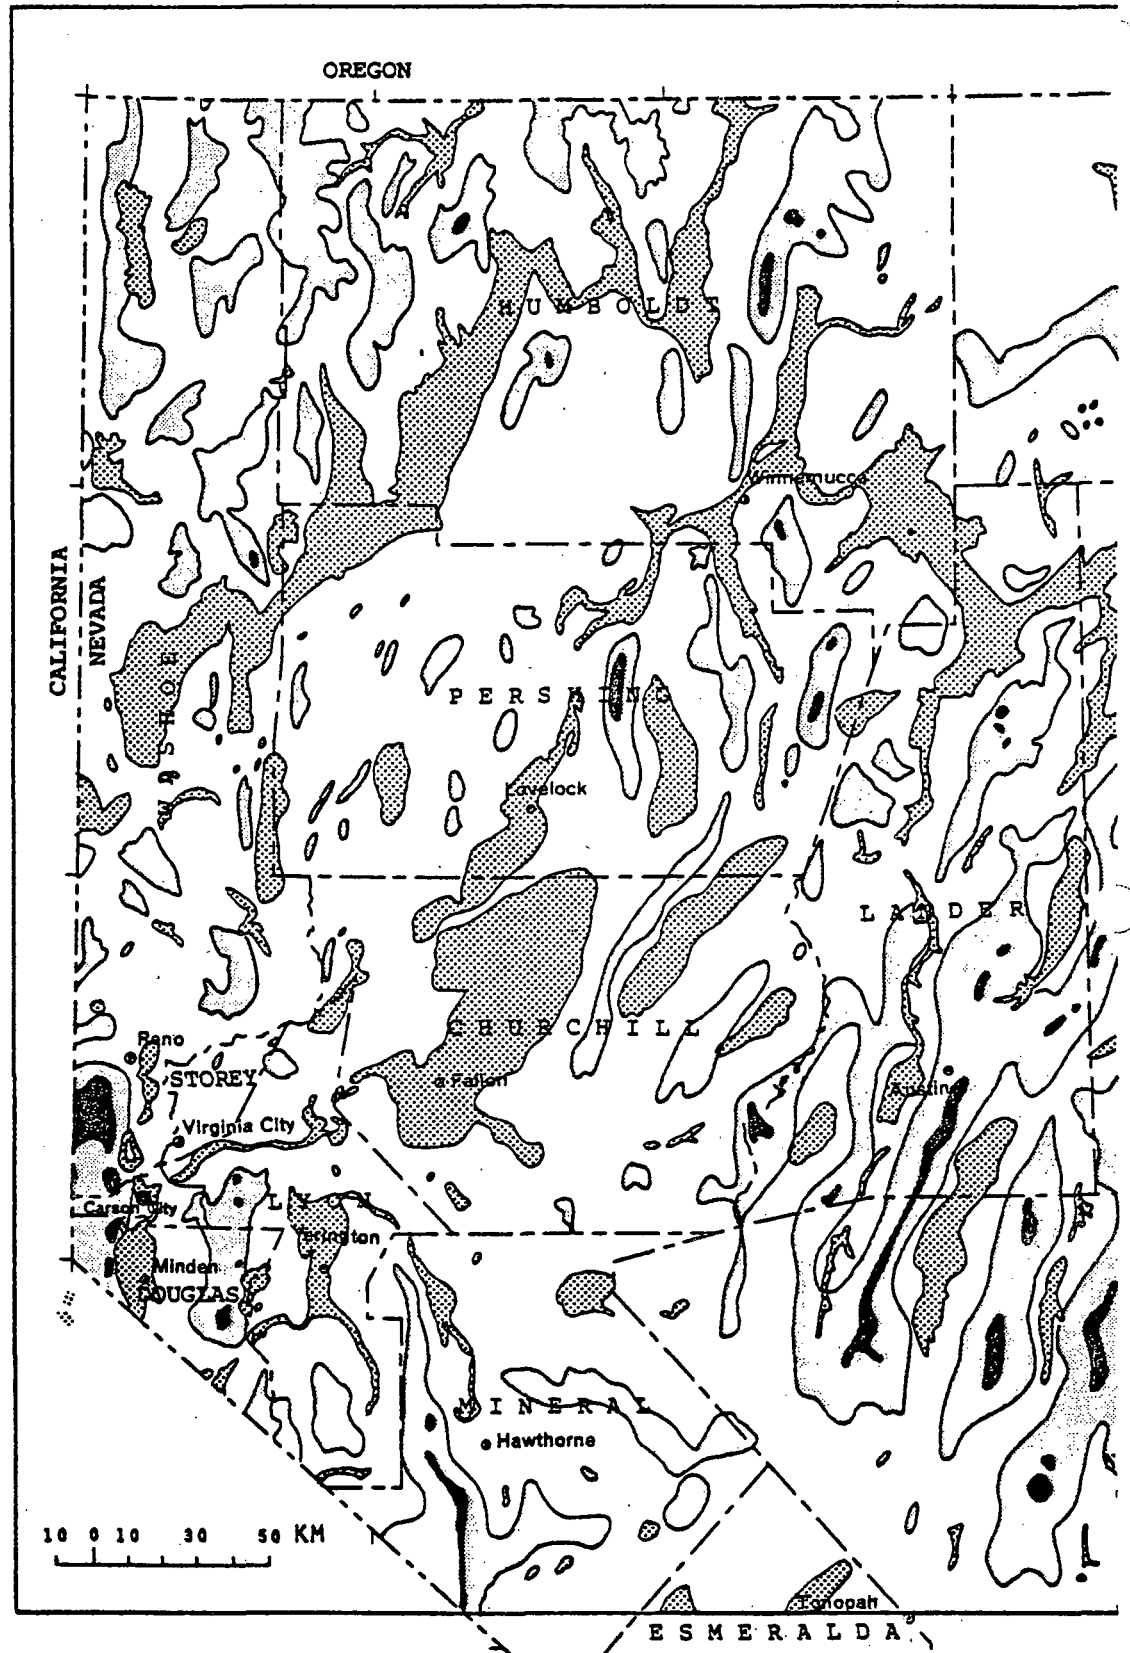 OREGON
HUMBOLDT
Winnemucca
CALIFORNIA
NEVADA
WASHOE
PERSHING
Lovelock
LANDER
CHURCHILL
Reno
STOREY
Fallon
Austin
Virginia City
LYON
Carson City
Yerington
Minden
DOUGLAS
MINERAL
Hawthorne
10 0 10 30 50 KM
Tonopah
ESMERALDA